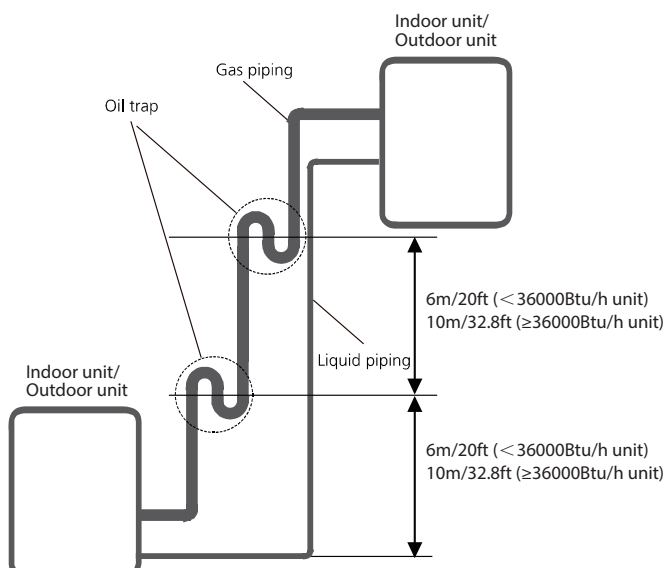 Indoor unit/
Outdoor unit
Gas piping
Oil trap
6m/20ft (＜36000Btu/h unit)
10m/32.8ft (≥36000Btu/h unit)
Liquid piping
Indoor unit/
Outdoor unit
6m/20ft (＜36000Btu/h unit)
10m/32.8ft (≥36000Btu/h unit)